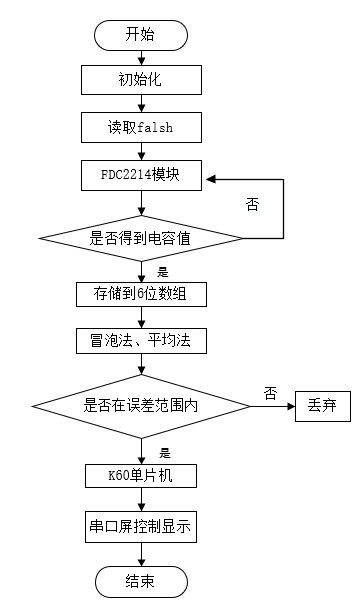 开始
初始化
读取falsh
FDC2214模块
否
是否得到电容值
是
存储到6位数组
冒泡法、平均法
是否在误差范围内
否
丢弃
是
K60单片机
串口屏控制显示
结束